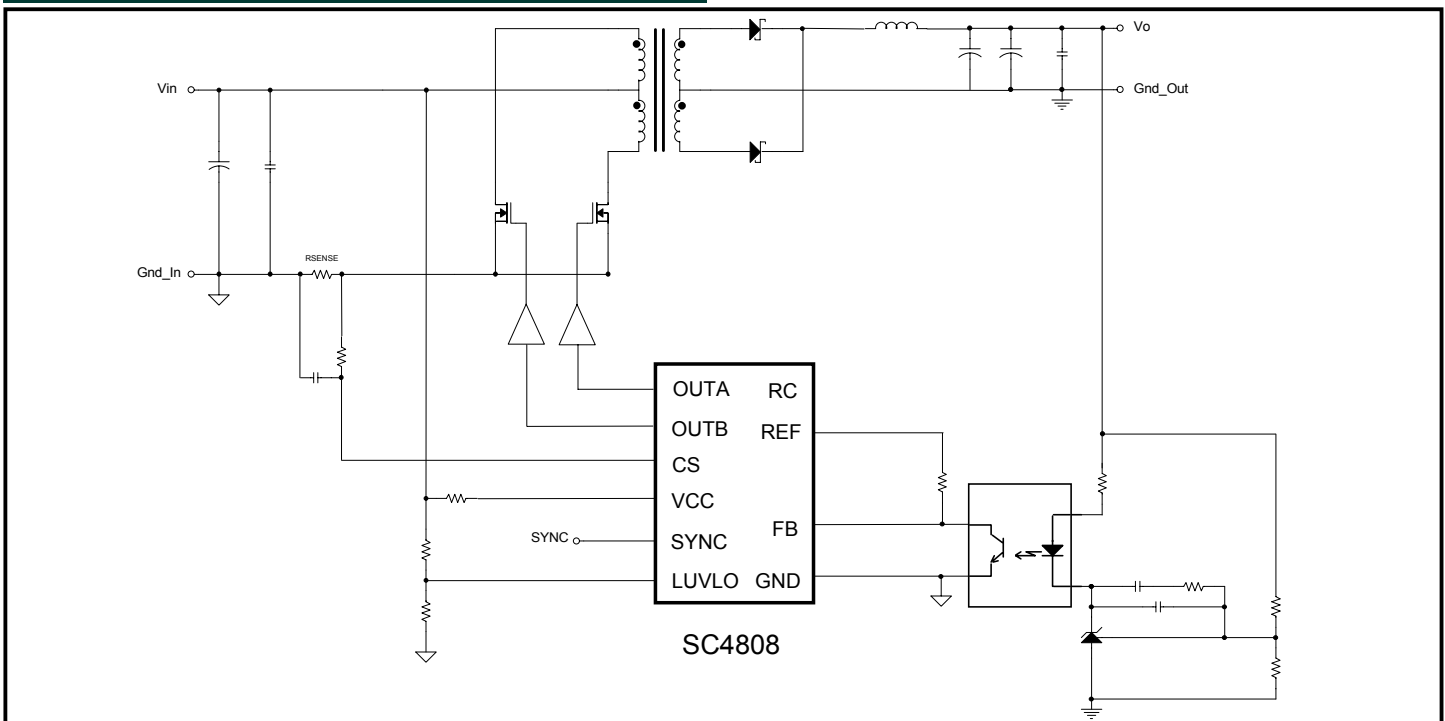 Vo
Vin
Gnd_Out
Gnd_In
RSENSE
OUTA
RC
OUTB
REF
CS
VCC
FB
SYNC
SYNC
LUVLO
GND
SC4808